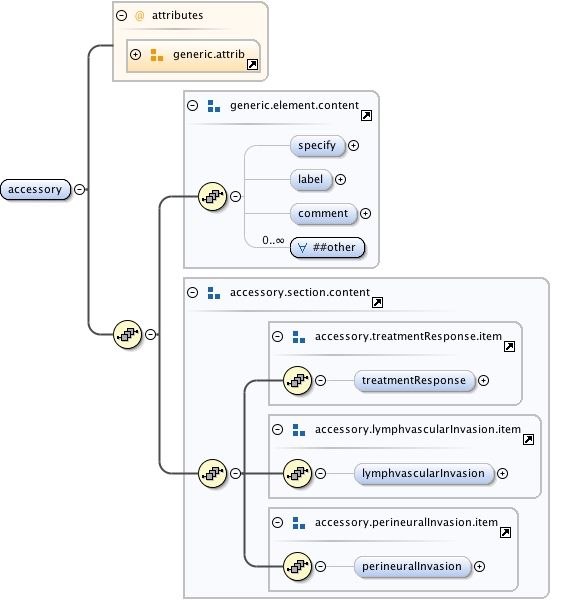 @ attributes
generic.attrib
generic.element.content
specify
label
comment
0..∞
∀ ##other
accessory
accessory.section.content
accessory.treatmentResponse.item
treatmentResponse
accessory.lymphvascularInvasion.item
lymphvascularInvasion
accessory.perineuralInvasion.item
perineuralInvasion